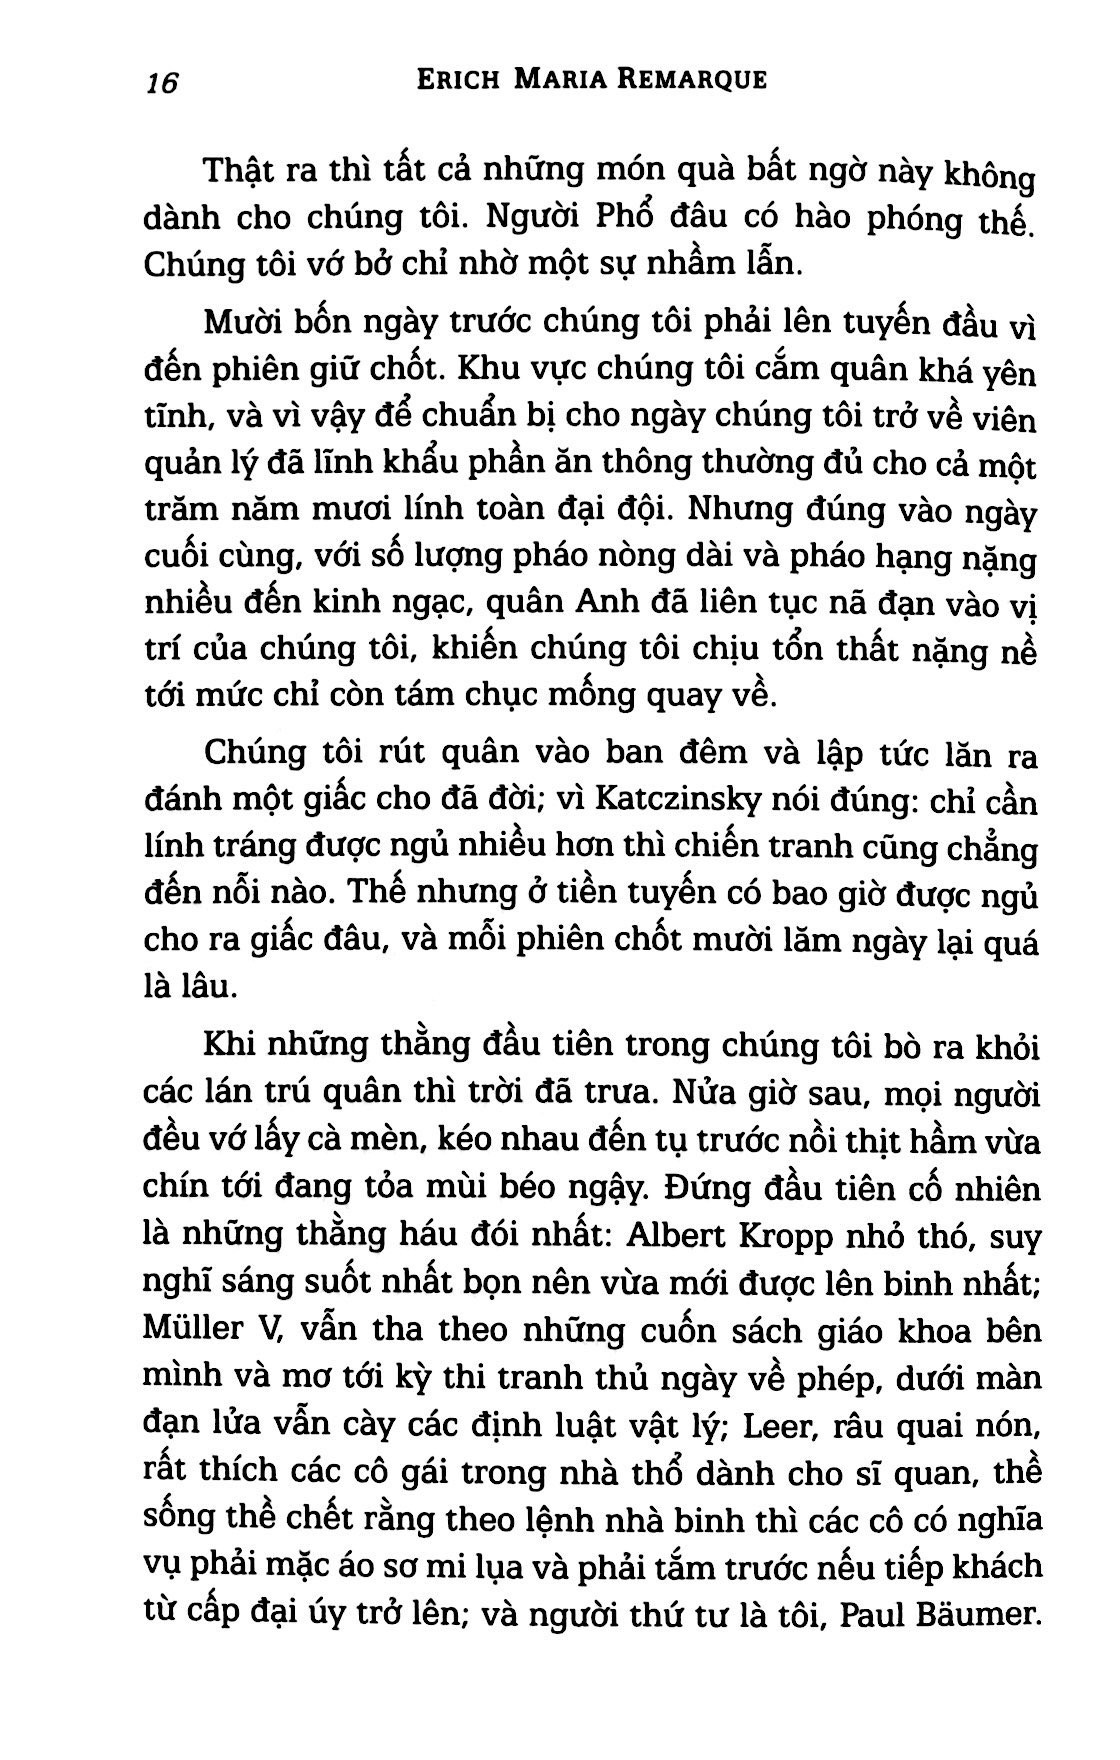 16
ERICH MARIA REMARQUE
Thật ra thì tất cả những món quà bất ngờ này không
dành cho chúng tôi. Người Phổ đâu có hào phóng thế.
Chúng tôi vớ bở chỉ nhờ một sự nhầm lẫn.
Mười bốn ngày trước chúng tôi phải lên tuyến đầu vì
đến phiên giữ chốt. Khu vực chúng tôi cắm quân khá yên
tĩnh, và vì vậy để chuẩn bị cho ngày chúng tôi trở về viên
quản lý đã lĩnh khẩu phần ăn thông thường đủ cho cả một
trăm năm mươi lính toàn đại đội. Nhưng đúng vào ngày
cuối cùng, với số lượng pháo nòng dài và pháo hạng nặng
nhiều đến kinh ngạc, quân Anh đã liên tục nã đạn vào vị
trí của chúng tôi, khiến chúng tôi chịu tổn thất nặng nề
tới mức chỉ còn tám chục mống quay về.
Chúng tôi rút quân vào ban đêm và lập tức lăn ra
đánh một giấc cho đã đời; vì Katczinsky nói đúng: chỉ cần
lính tráng được ngủ nhiều hơn thì chiến tranh cũng chẳng
đến nỗi nào. Thế nhưng ở tiền tuyến có bao giờ được ngủ
cho ra giấc đâu, và mỗi phiên chốt mười lăm ngày lại quá
là lâu.
Khi những thằng đầu tiên trong chúng tôi bò ra khỏi
các lán trú quân thì trời đã trưa. Nửa giờ sau, mọi người
đều vớ lấy cà mèn, kéo nhau đến tụ trước nồi thịt hầm vừa
chín tới đang tỏa mùi béo ngậy. Đứng đầu tiên cố nhiên
là những thằng háu đói nhất: Albert Kropp nhỏ thó, suy
nghĩ sáng suốt nhất bọn nên vừa mới được lên binh nhất;
Müller V, vẫn tha theo những cuốn sách giáo khoa bên
mình và mơ tới kỳ thi tranh thủ ngày về phép, dưới màn
đạn lửa vẫn cày các định luật vật lý; Leer, râu quai nón,
rất thích các cô gái trong nhà thổ dành cho sĩ quan, thề
sống thề chết rằng theo lệnh nhà binh thì các cô có nghĩa
vụ phải mặc áo sơ mi lụa và phải tắm trước nếu tiếp khách
từ cấp đại úy trở lên; và người thứ tư là tôi, Paul Bäumer.